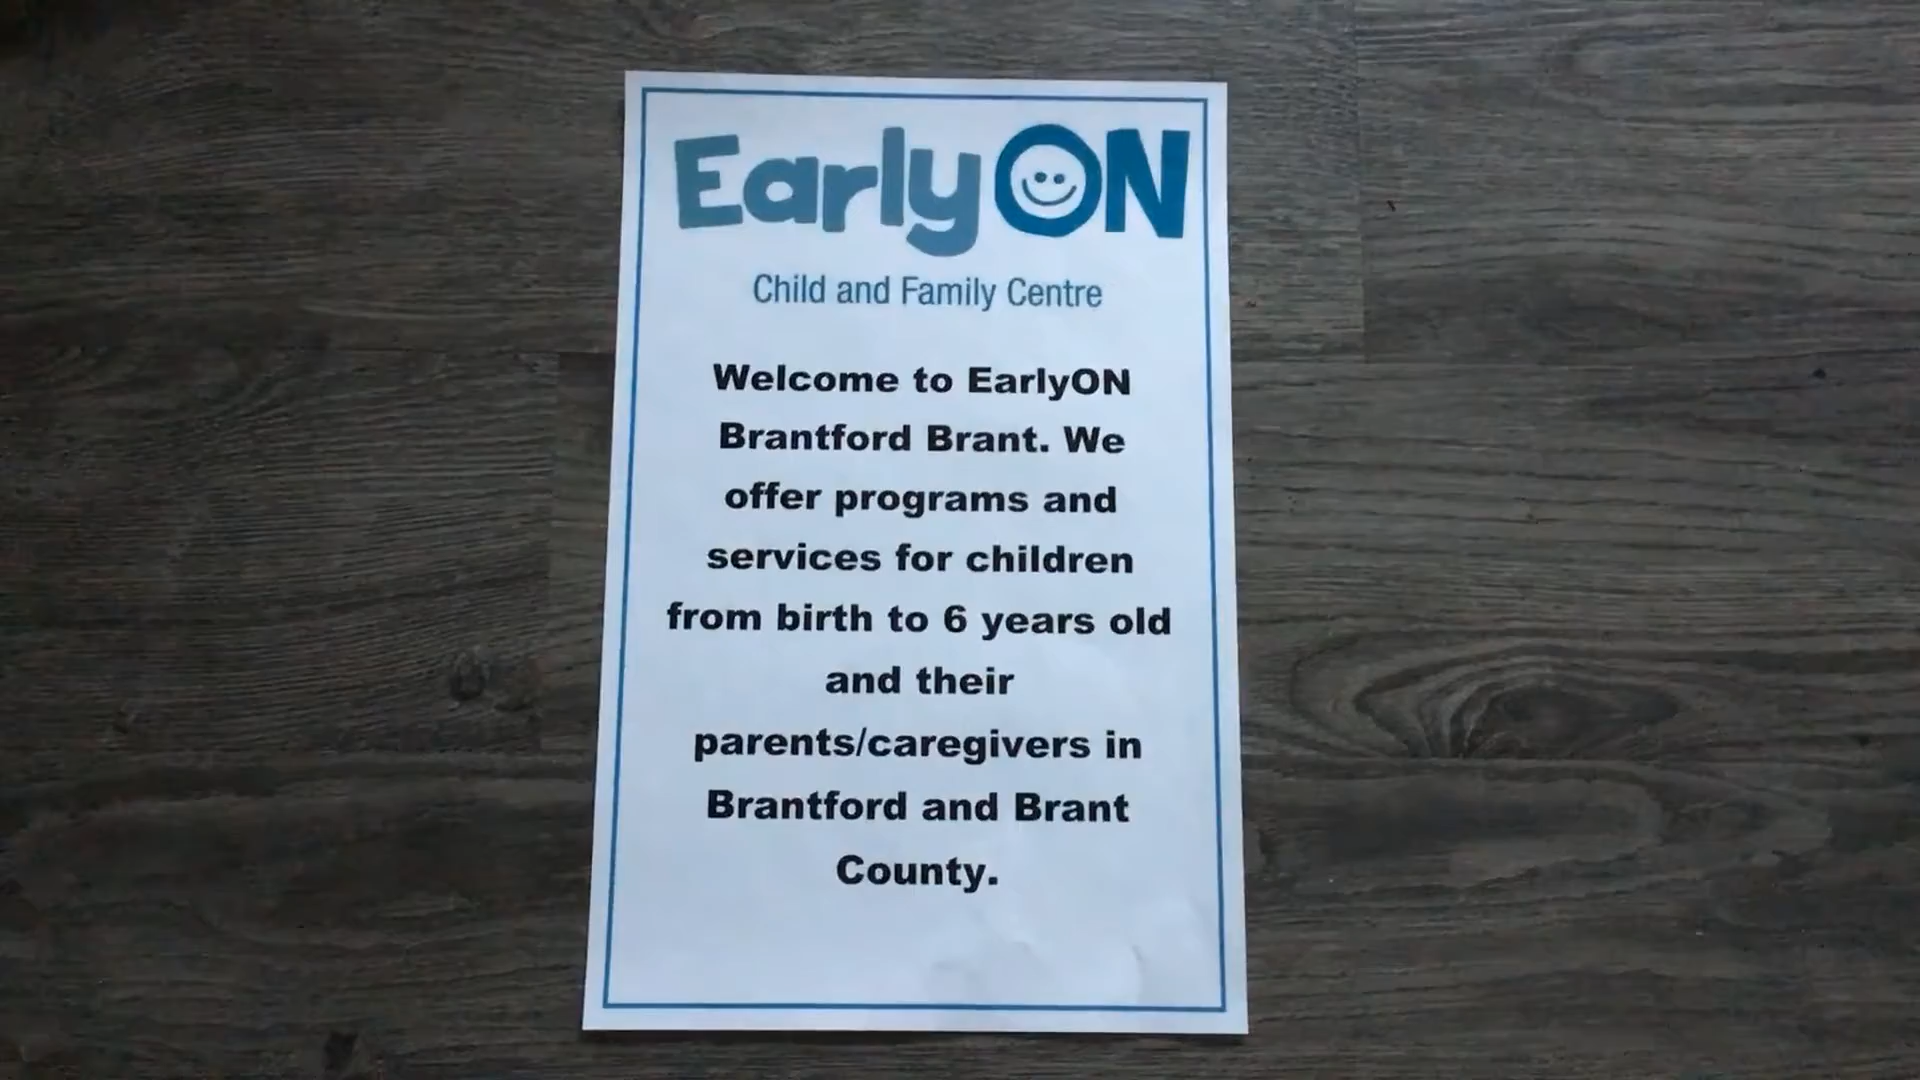 EarlyON
Child and Family Centre
Welcome to EarlyON
Brantford Brant. We
offer programs and
services for children
from birth to 6 years old
and their
parents/caregivers in
Brantford and Brant
County.